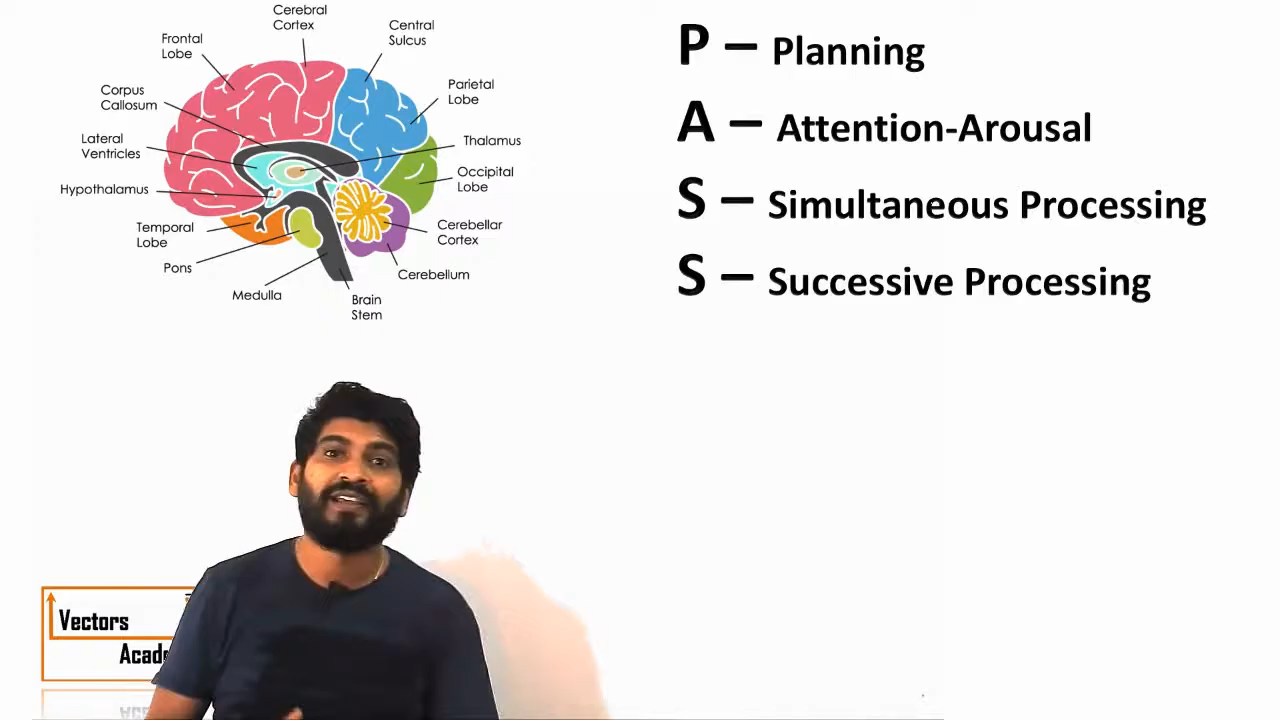 Cerebral
Cortex
Central
Sulcus
Frontal
Lobe
Parietal
Lobe
Corpus
Callosum
Lateral
Ventricles
Thalamus
Occipital
Lobe
Hypothalamus
Temporal
Lobe
Cerebellar
Cortex
Pons
Cerebellum
Medulla
Brain
Stem
P – Planning
A – Attention-Arousal
S – Simultaneous Processing
S – Successive Processing
Vectors
Acad